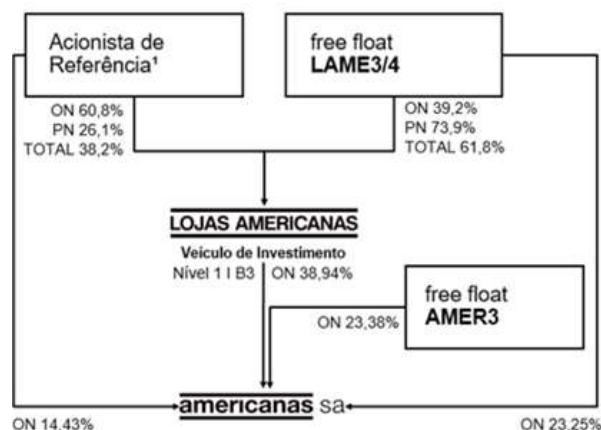 Acionista de
Referência¹
free float
LAME3/4
ON 60,8%
PN 26,1%
TOTAL 38,2%
ON 39,2%
PN 73,9%
TOTAL 61,8%
LOJAS AMERICANAS
Veiculo de Investimento
Nível 1 I B3
ON 38,94%
free float
AMER3
ON 23,38%
americanas sa
ON 14,43%
ON 23,25%